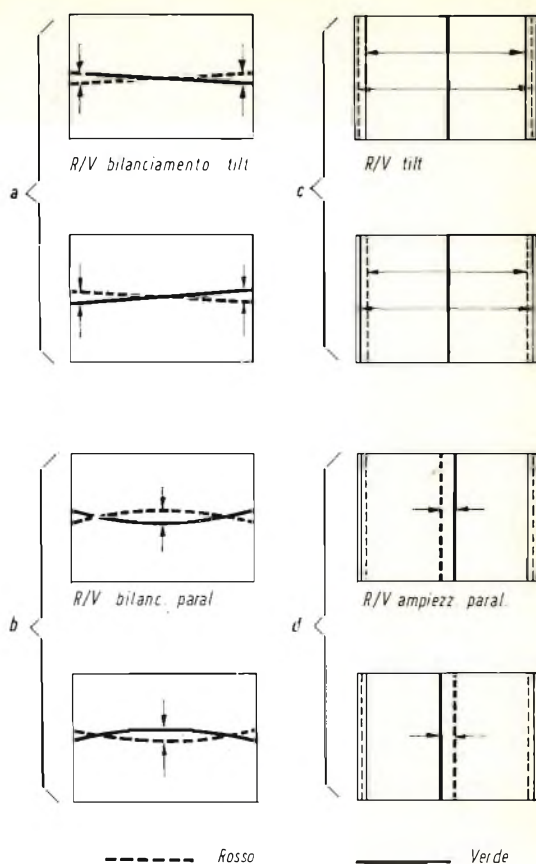 a
R/V bilanciamento tilt
c
R/V tilt
b
R/V bilanc. paral.
d
R/V ampiezz. paral.
Rosso
Verde